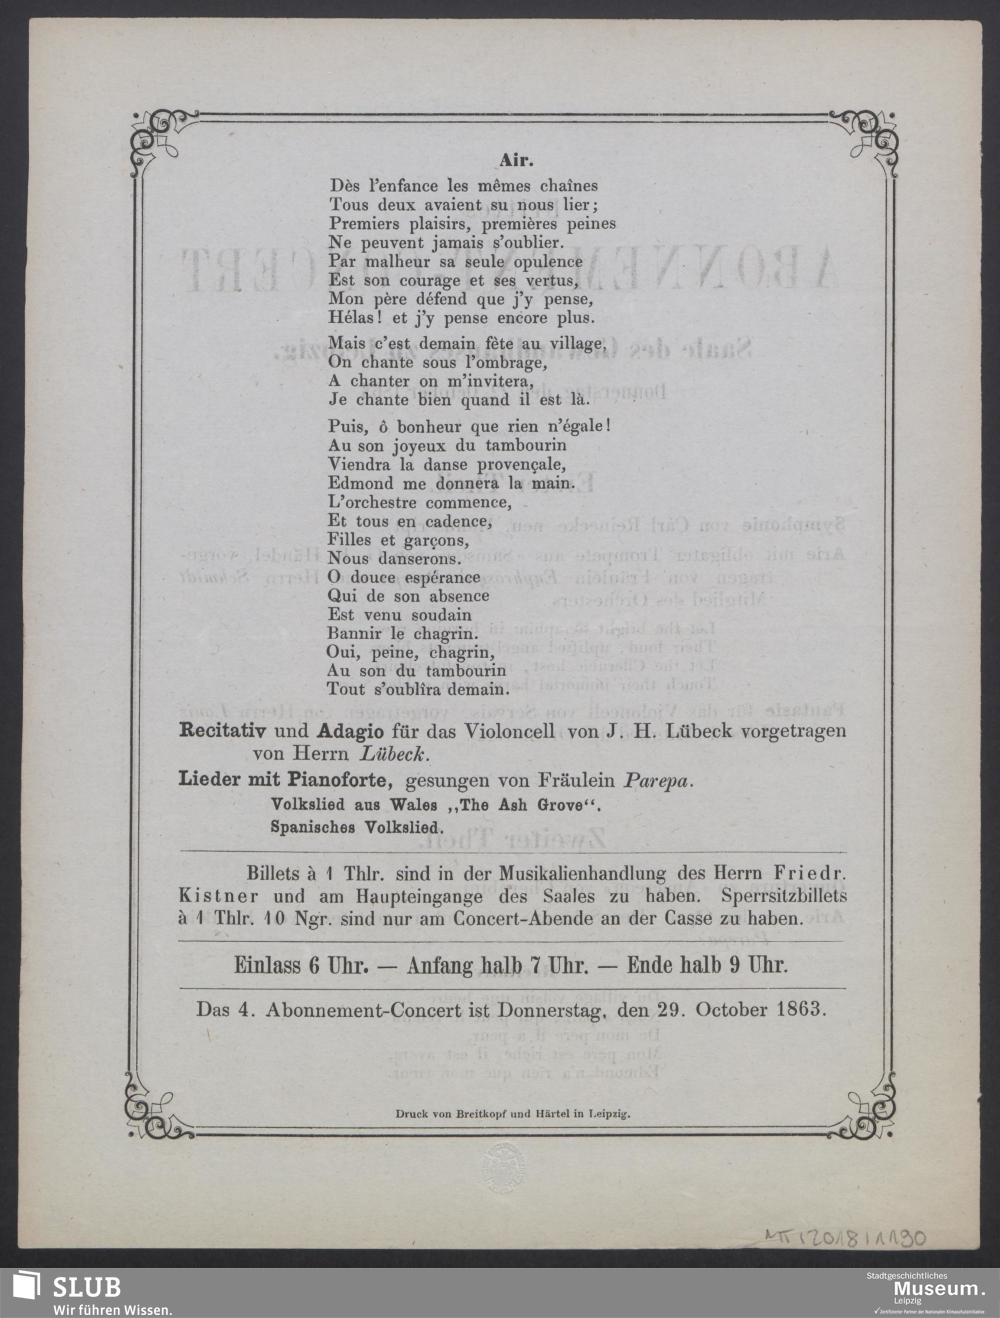 Air.
Dès l'enfance les mêmes chaînes
Tous deux avaient su nous lier;
Premiers plaisirs, premières peines
Ne peuvent jamais s'oublier.
Par malheur sa seule opulence
Est son courage et ses vertus,
Mon père défend que j'y pense,
Hélas! et j'y pense encore plus.
Mais c'est demain fête au village,
On chante sous l'ombrage,
A chanter on m'invitera,
Je chante bien quand il est là.
Puis, ô bonheur que rien n'égale!
Au son joyeux du tambourin
Viendra la danse provençale,
Edmond me donnera la main.
L'orchestre commence,
Et tous en cadence,
Filles et garçons,
Nous danserons.
O douce espérance
Qui de son absence
Est venu soudain
Bannir le chagrin.
Oui, peine, chagrin,
Au son du tambourin
Tout s'oublîra demain.
Recitativ und Adagio für das Violoncell von J. H. Lübeck vorgetragen
von Herrn Lübeck.
Lieder mit Pianoforte, gesungen von Fräulein Parepa.
Volkslied aus Wales ,,The Ash Grove“.
Spanisches Volkslied.
Billets à 1 Thlr. sind in der Musikalienhandlung des Herrn Friedr.
Kistner und am Haupteingange des Saales zu haben. Sperrsitzbillets
à 1 Thlr. 10 Ngr. sind nur am Concert-Abende an der Casse zu haben.
Einlass 6 Uhr. — Anfang halb 7 Uhr. — Ende halb 9 Uhr.
Das 4. Abonnement-Concert ist Donnerstag, den 29. October 1863.
Druck von Breitkopf und Härtel in Leipzig.
SLUB
Wir führen Wissen.
Stadtgeschichtliches
Museum.
Leipzig